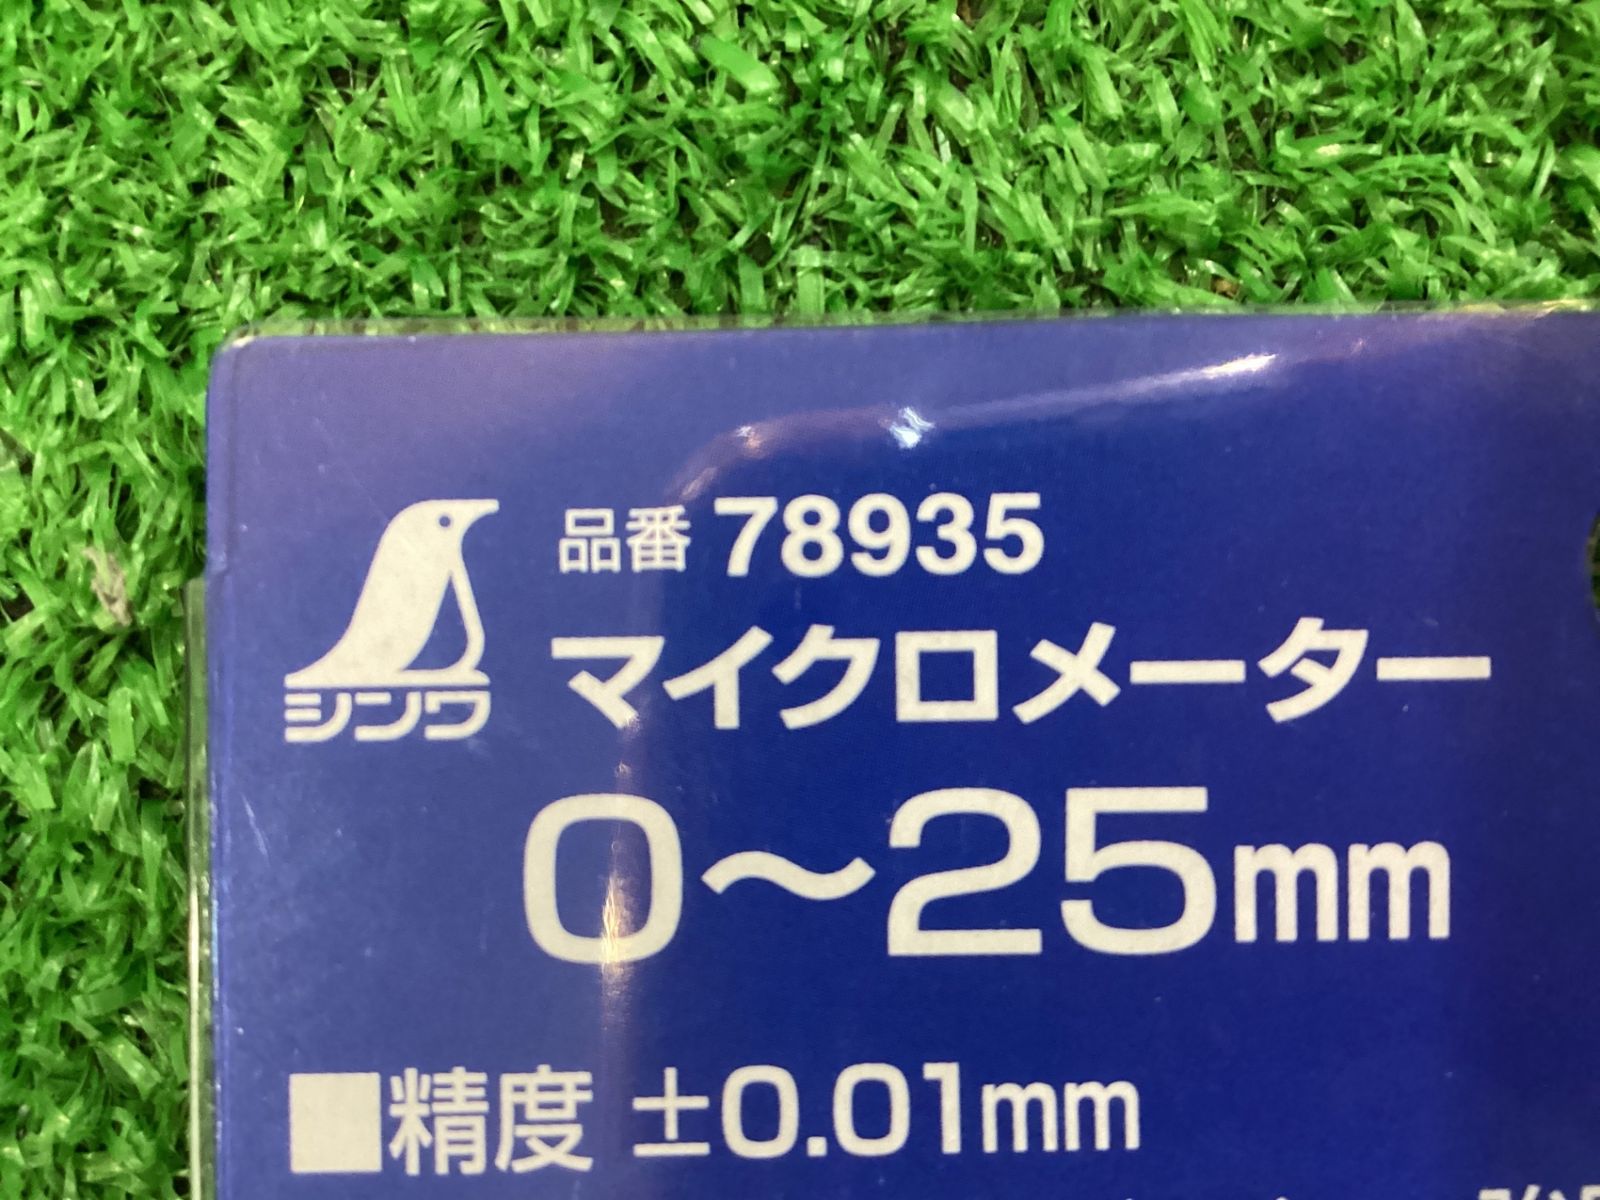 品番 78935
シンワ
マイクロメーター
0～25mm
■精度 ±0.01mm